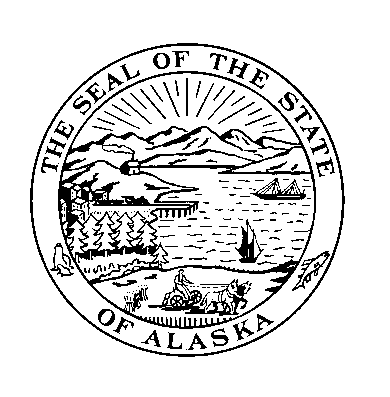 THE SEAL OF THE STATE
OF ALASKA